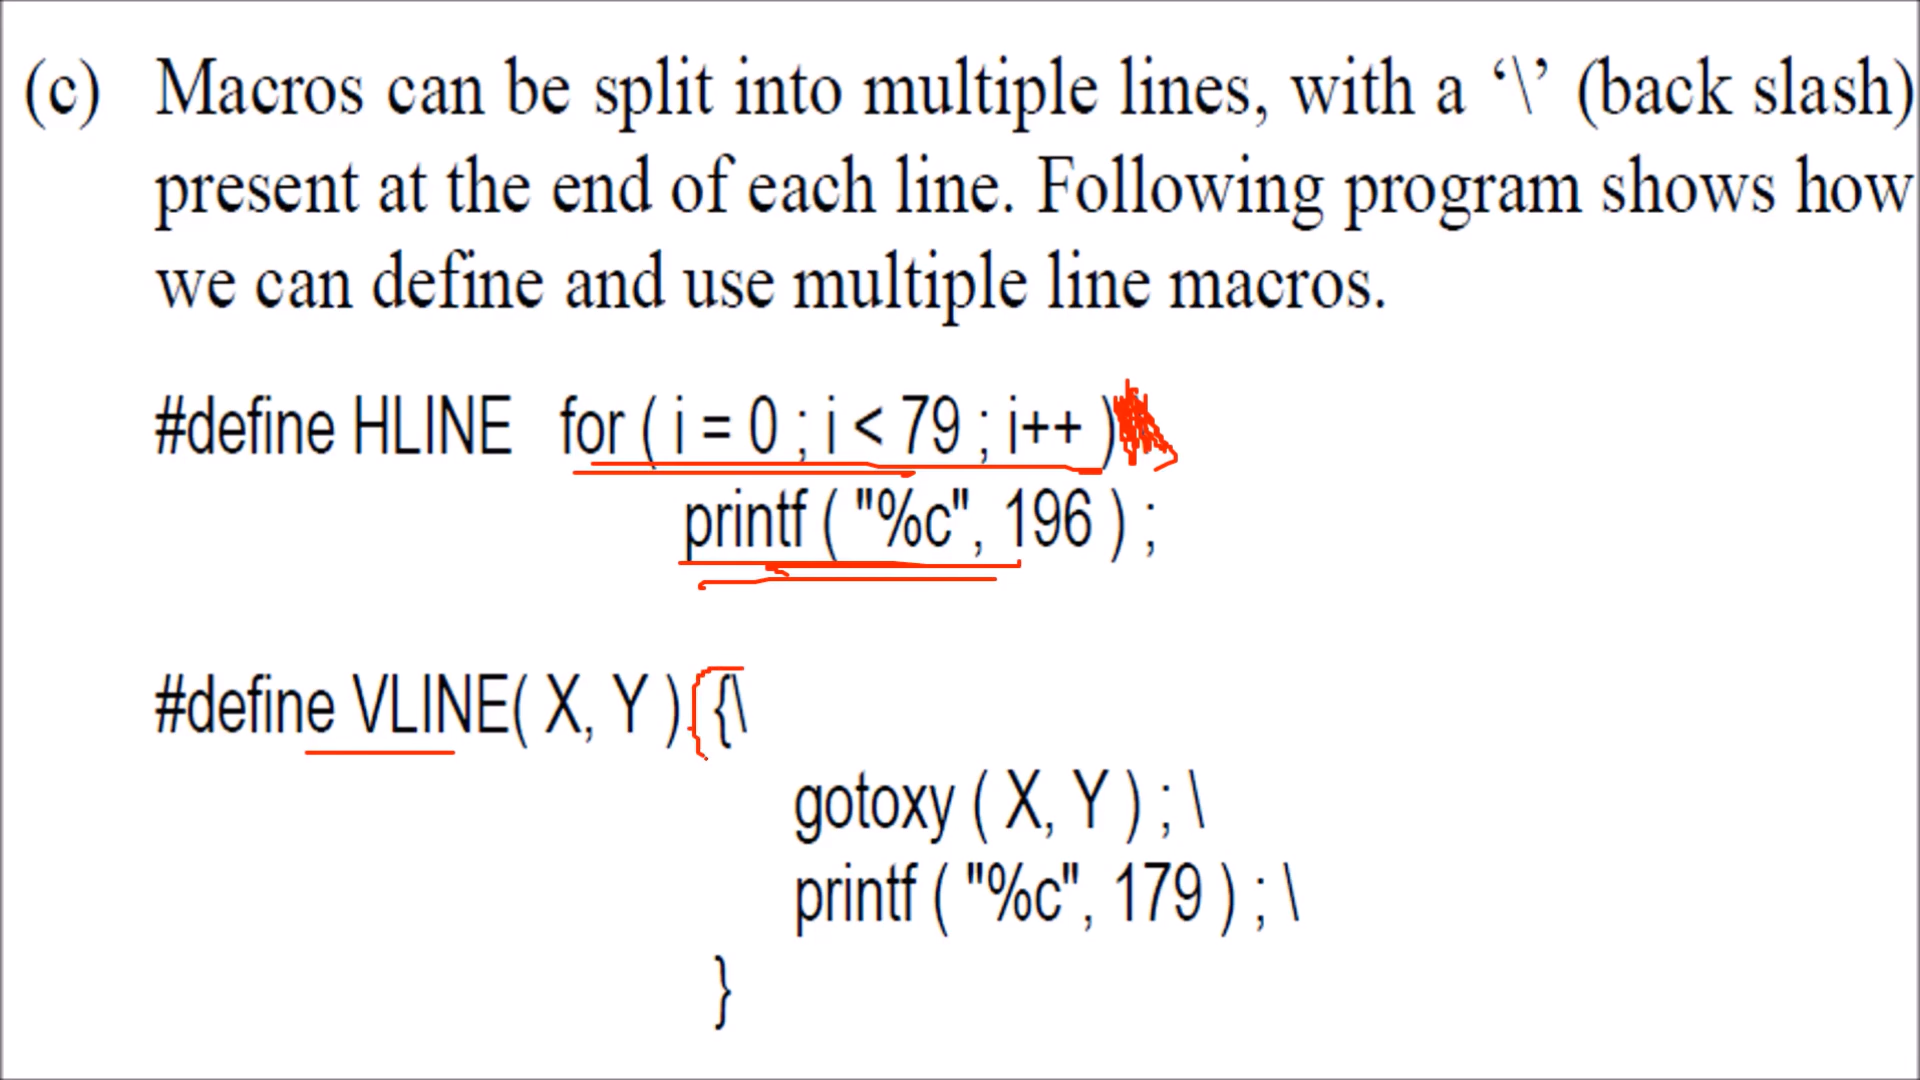 (c) Macros can be split into multiple lines, with a ‘\’ (back slash)
present at the end of each line. Following program shows how
we can define and use multiple line macros.
#define HLINE for ( i = 0 ; i < 79 ; i++ )
printf ( "%c", 196 ) ;
#define VLINE( X, Y ) {\
gotoxy ( X, Y ) ; \
printf ( "%c", 179 ) ; \
}